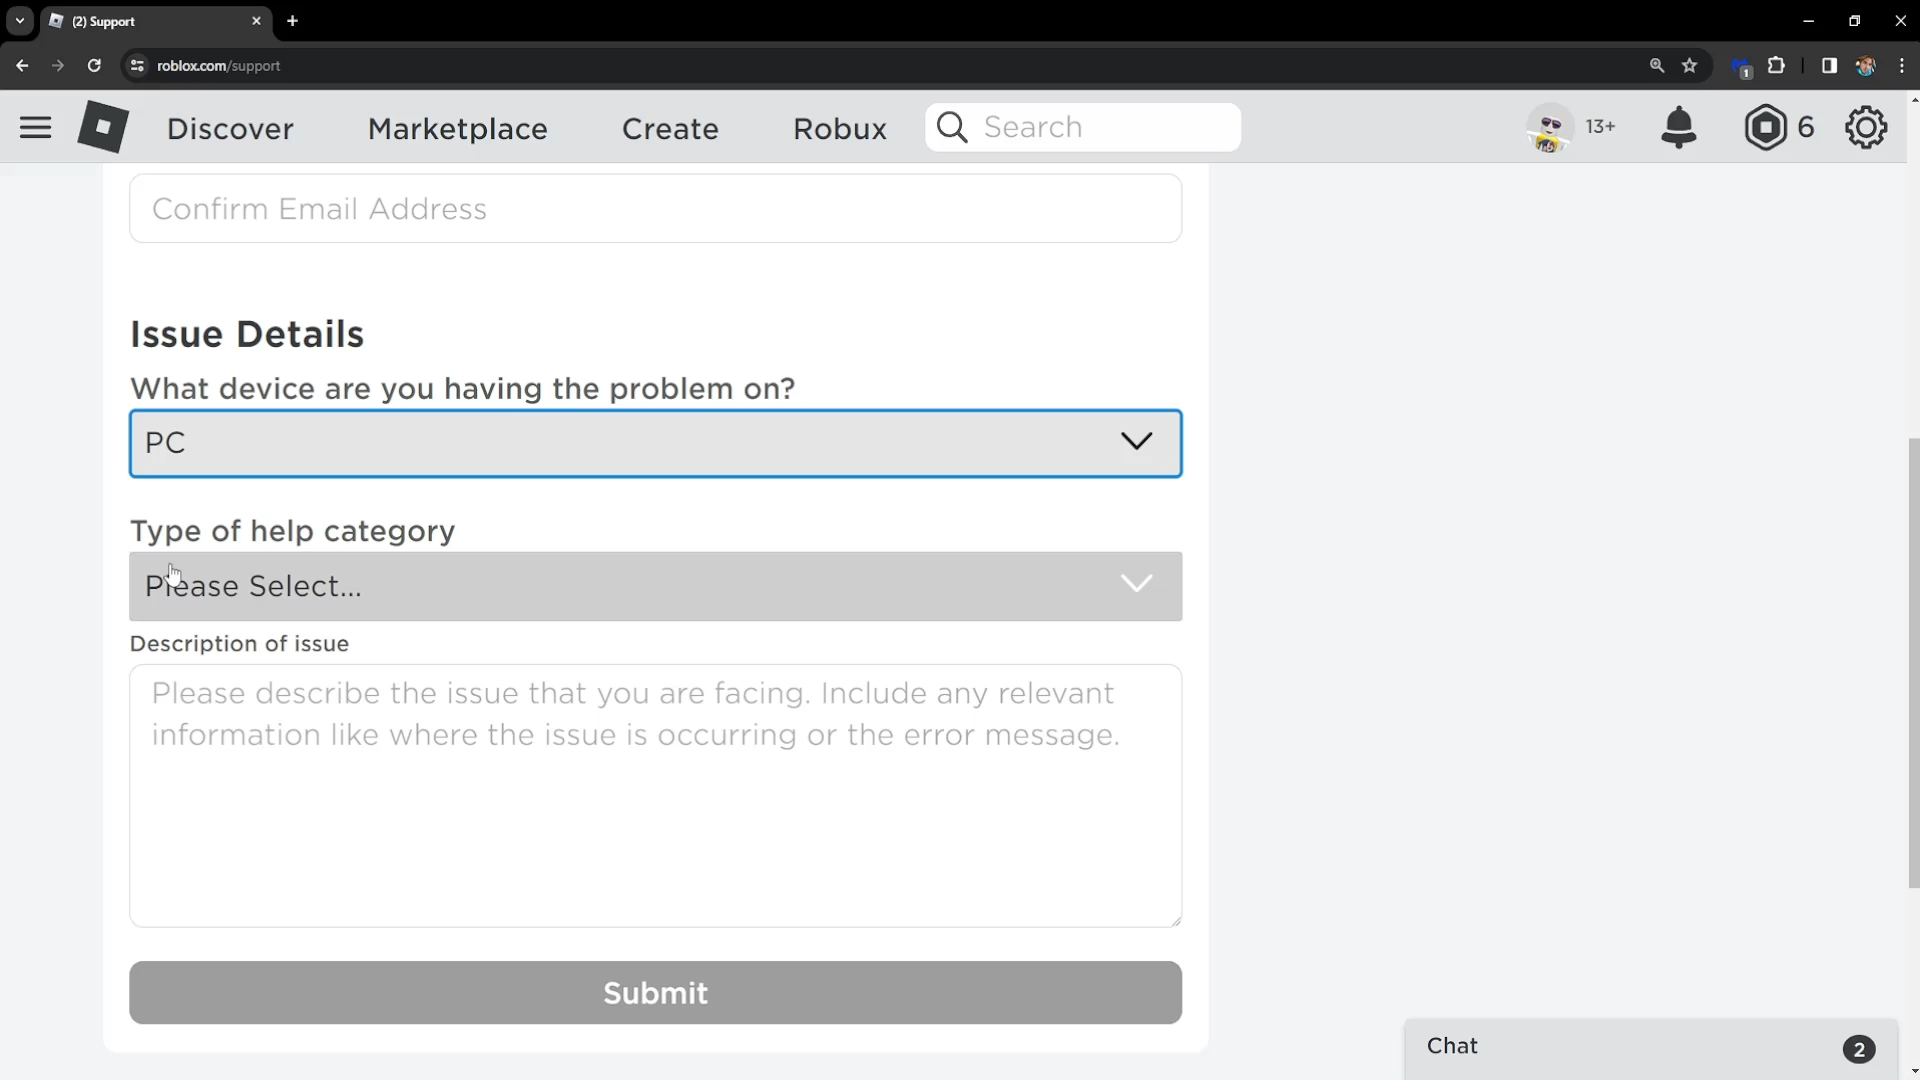 (2) Support
roblox.com/support
1
Discover
Marketplace
Create
Robux
Search
13+
6
Confirm Email Address
Issue Details
What device are you having the problem on?
PC
Type of help category
Please Select...
Description of issue
Please describe the issue that you are facing. Include any relevant
information like where the issue is occurring or the error message.
Submit
Chat
2